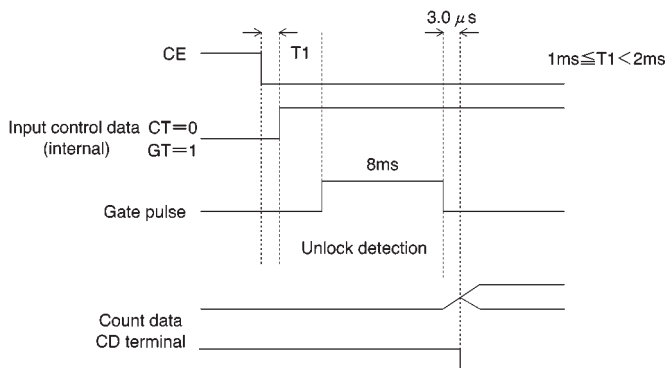 3.0 μs
CE
T1
1ms≦T1＜2ms
Input control data CT=0
(internal) GT=1
8ms
Gate pulse
Unlock detection
Count data
CD terminal